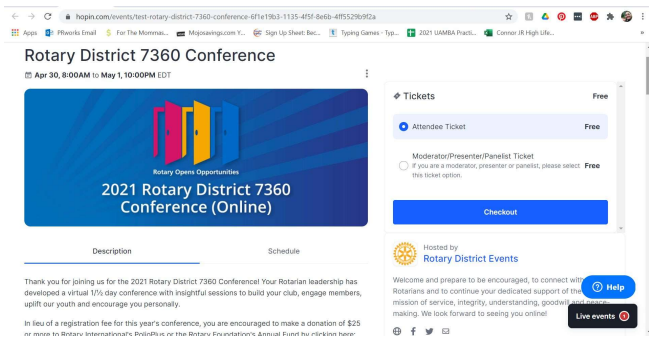 hopin.com/events/test-rotary-district-7360-conference-6f1e19b3-1135-4f5f-8e6b-4ff5529b9f2a
Apps PRworks Email For The Mommas... Mojosavings.com Y... Sign Up Sheet: Bec... Typing Games - Typ... 2021 UAMBA Practi... Connor JR High Life... »
Rotary District 7360 Conference
Apr 30, 8:00AM to May 1, 10:00PM EDT
Rotary Opens Opportunities
2021 Rotary District 7360
Conference (Online)
Description Schedule
Thank you for joining us for the 2021 Rotary District 7360 Conference! Your Rotarian leadership has
developed a virtual 1/½ day conference with insightful sessions to build your club, engage members,
uplift our youth and encourage you personally.
In lieu of a registration fee for this year's conference, you are encouraged to make a donation of $25
or more to Rotary International's PolioPlus or the Rotary Foundation's Annual Fund by clicking here:
Tickets Free
Attendee Ticket Free
Moderator/Presenter/Panelist Ticket
If you are a moderator, presenter or panelist, please select Free
this ticket option.
Checkout
Hosted by
Rotary District Events
Welcome and prepare to be encouraged, to connect with
Rotarians and to continue your dedicated support of the
mission of service, integrity, understanding, goodwill and peace-
making. We look forward to seeing you online!
Help
Live events